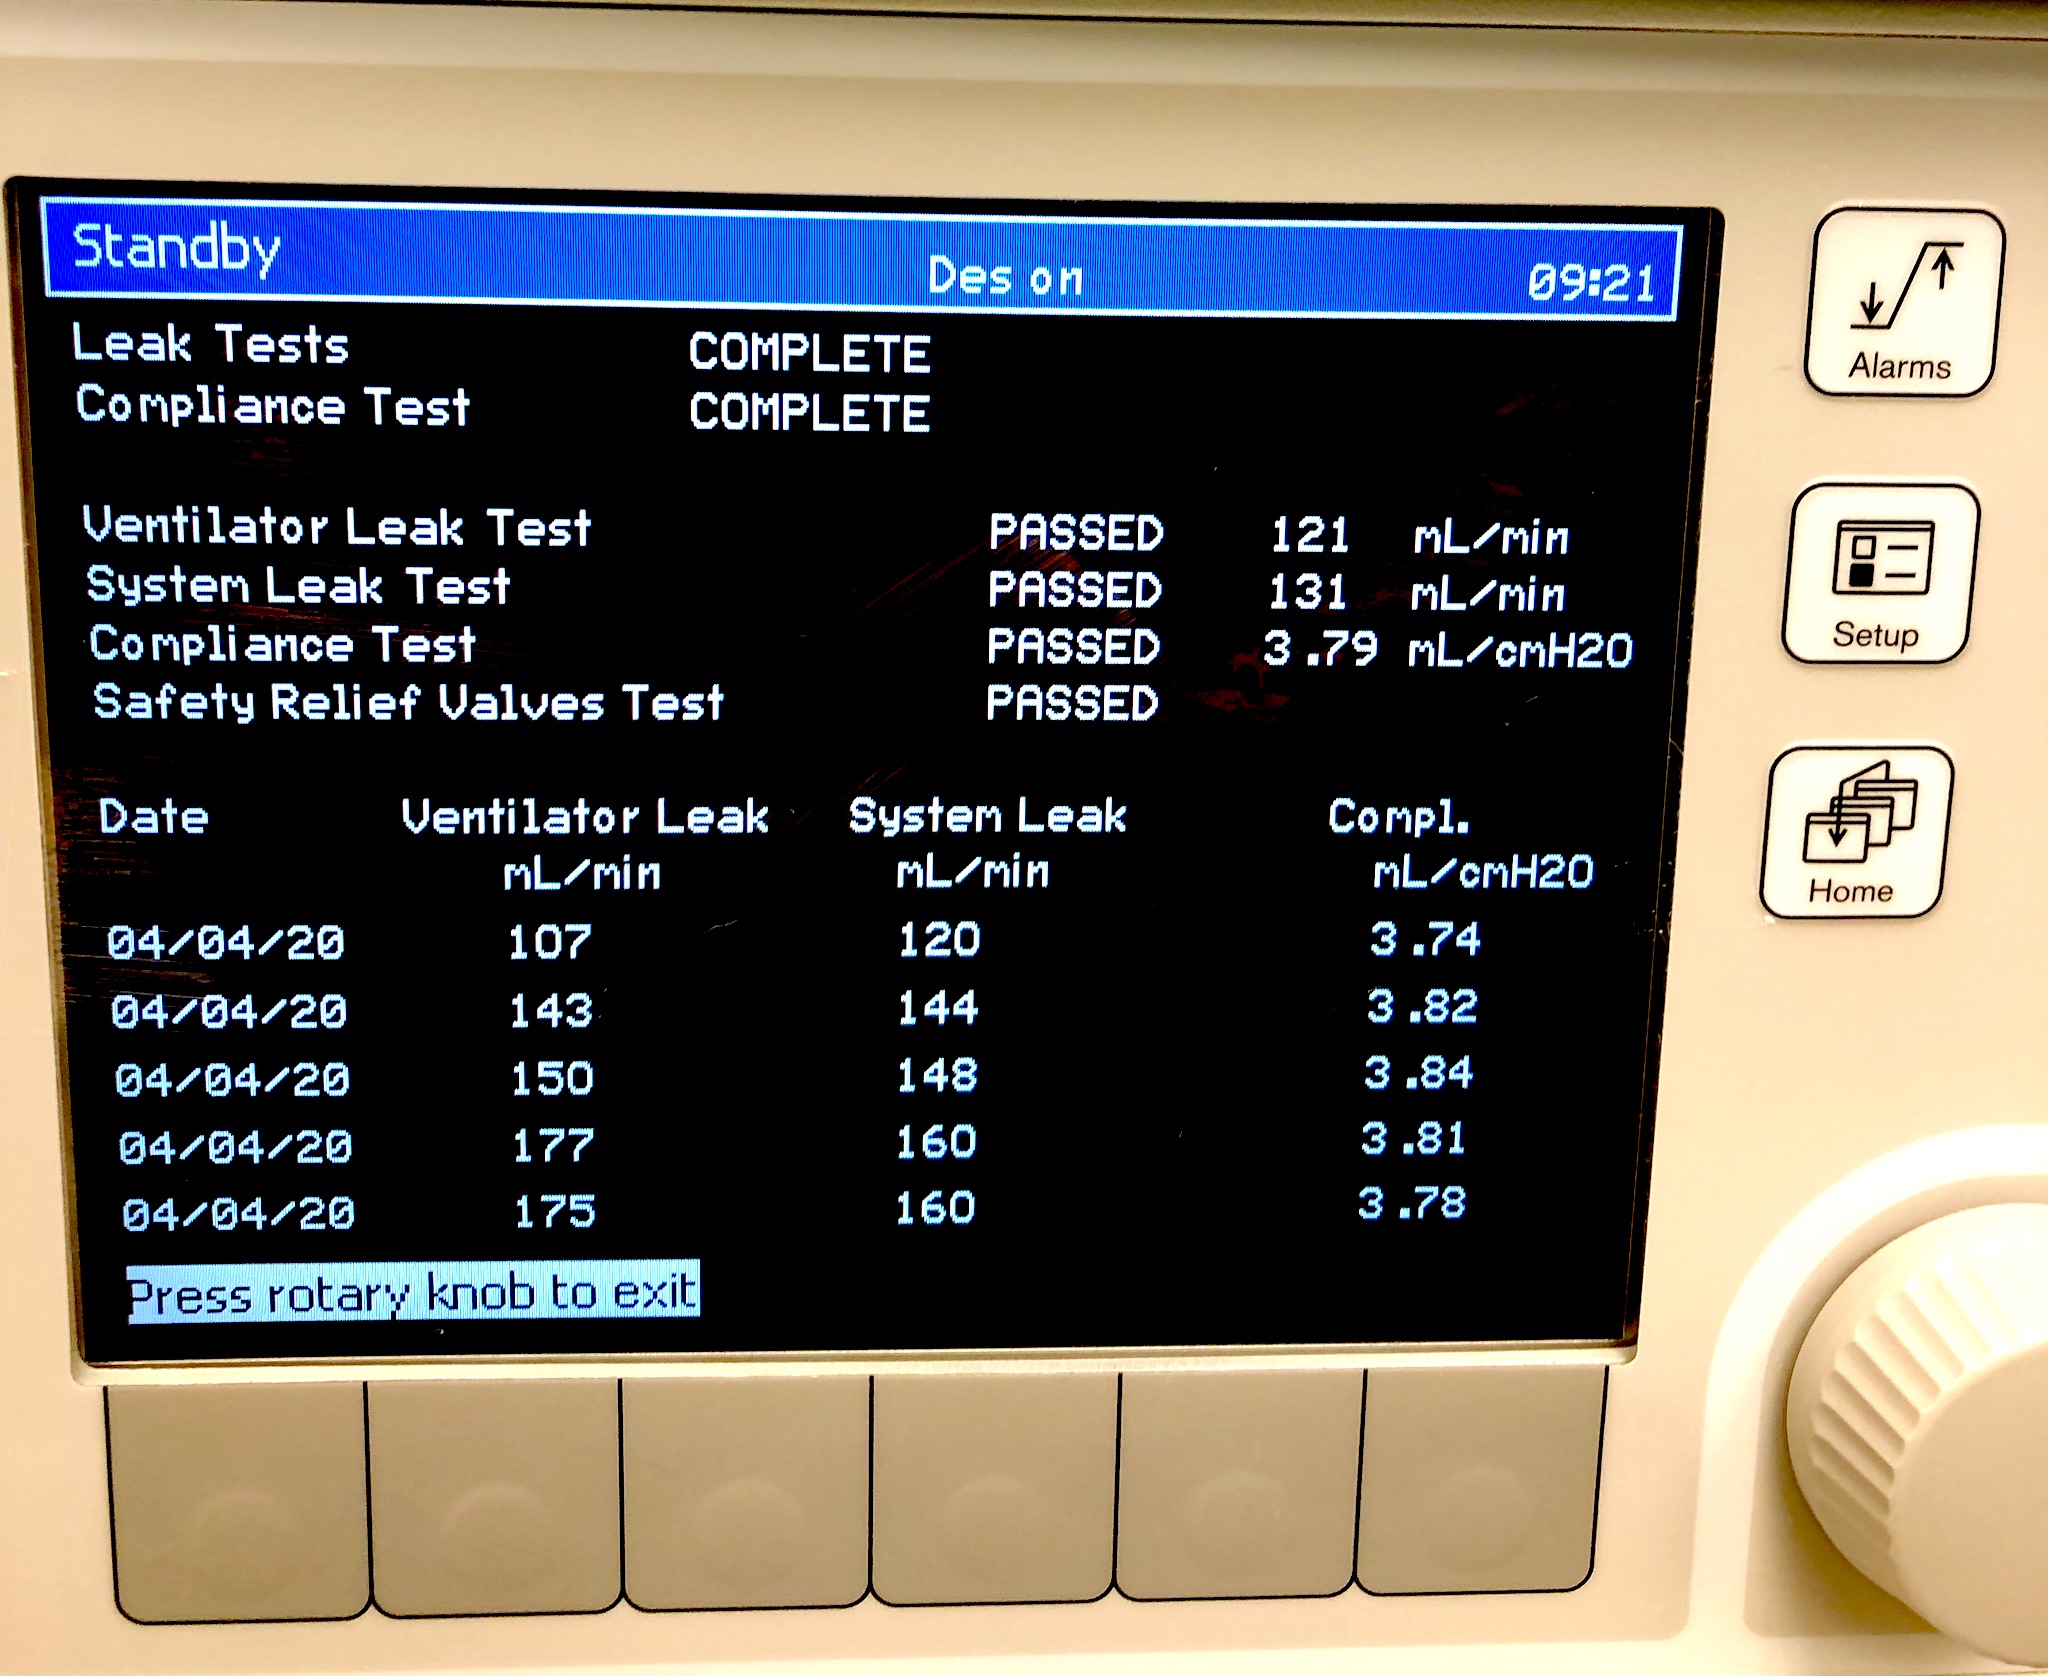 Standby Des on 09:21
Leak Tests COMPLETE
Compliance Test COMPLETE
Ventilator Leak Test PASSED 121 mL/min
System Leak Test PASSED 131 mL/min
Compliance Test PASSED 3.79 mL/cmH2O
Safety Relief Valves Test PASSED
Date Ventilator Leak System Leak Compl.
mL/min mL/min mL/cmH2O
04/04/20 107 120 3.74
04/04/20 143 144 3.82
04/04/20 150 148 3.84
04/04/20 177 160 3.81
04/04/20 175 160 3.78
Press rotary knob to exit
Alarms
Setup
Home